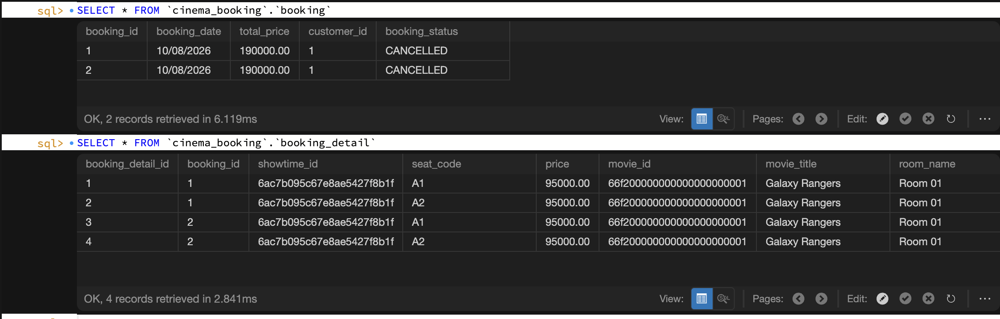 sql> SELECT * FROM `cinema_booking`.`booking`
booking_id booking_date total_price customer_id booking_status
1 10/08/2026 190000.00 1 CANCELLED
2 10/08/2026 190000.00 1 CANCELLED
OK, 2 records retrieved in 6.119ms View: SQL Pages: Edit: ...
sql> SELECT * FROM `cinema_booking`.`booking_detail`
booking_detail_id booking_id showtime_id seat_code price movie_id movie_title room_name
1 1 6ac7b095c67e8ae5427f8b1f A1 95000.00 66f200000000000000000001 Galaxy Rangers Room 01
2 1 6ac7b095c67e8ae5427f8b1f A2 95000.00 66f200000000000000000001 Galaxy Rangers Room 01
3 2 6ac7b095c67e8ae5427f8b1f A1 95000.00 66f200000000000000000001 Galaxy Rangers Room 01
4 2 6ac7b095c67e8ae5427f8b1f A2 95000.00 66f200000000000000000001 Galaxy Rangers Room 01
OK, 4 records retrieved in 2.841ms View: SQL Pages: Edit: ...